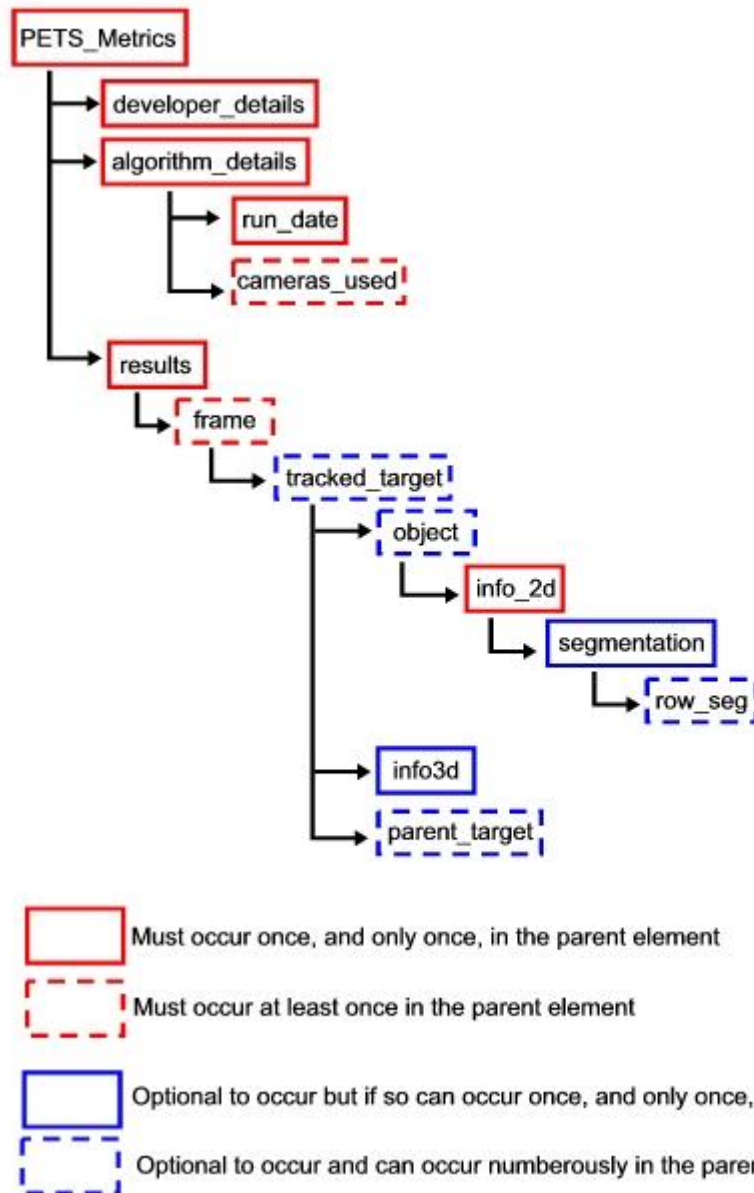 PETS_Metrics
developer_details
algorithm_details
run_date
cameras_used
results
frame
tracked_target
object
info_2d
segmentation
row_seg
info3d
parent_target
Must occur once, and only once, in the parent element
Must occur at least once in the parent element
Optional to occur but if so can occur once, and only once,
Optional to occur and can occur numberously in the paren